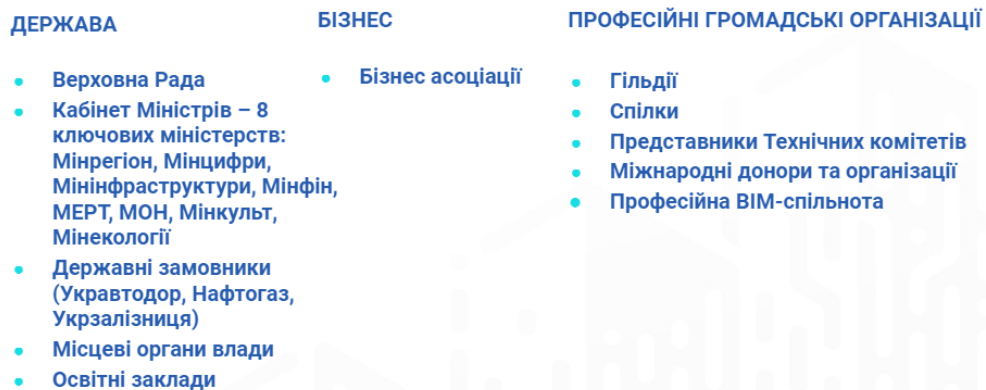 ДЕРЖАВА
Верховна Рада
Кабінет Міністрів – 8
ключових міністерств:
Мінрегіон, Мінцифри,
Мінінфраструктури, Мінфін,
МЕРТ, МОН, Мінкульт,
Мінекології
Державні замовники
(Укравтодор, Нафтогаз,
Укрзалізниця)
Місцеві органи влади
Освітні заклади
БІЗНЕС
Бізнес асоціації
ПРОФЕСІЙНІ ГРОМАДСЬКІ ОРГАНІЗАЦІЇ
Гільдії
Спілки
Представники Технічних комітетів
Міжнародні донори та організації
Професійна BIM-спільнота